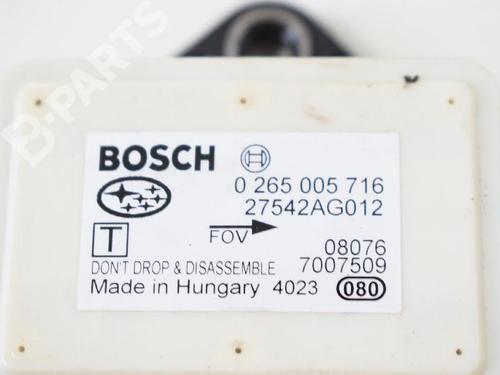 B-PARTS
BOSCH
0 265 005 716
27542AG012
T
FOV
08076
DON'T DROP & DISASSEMBLE 7007509
Made in Hungary 4023 080